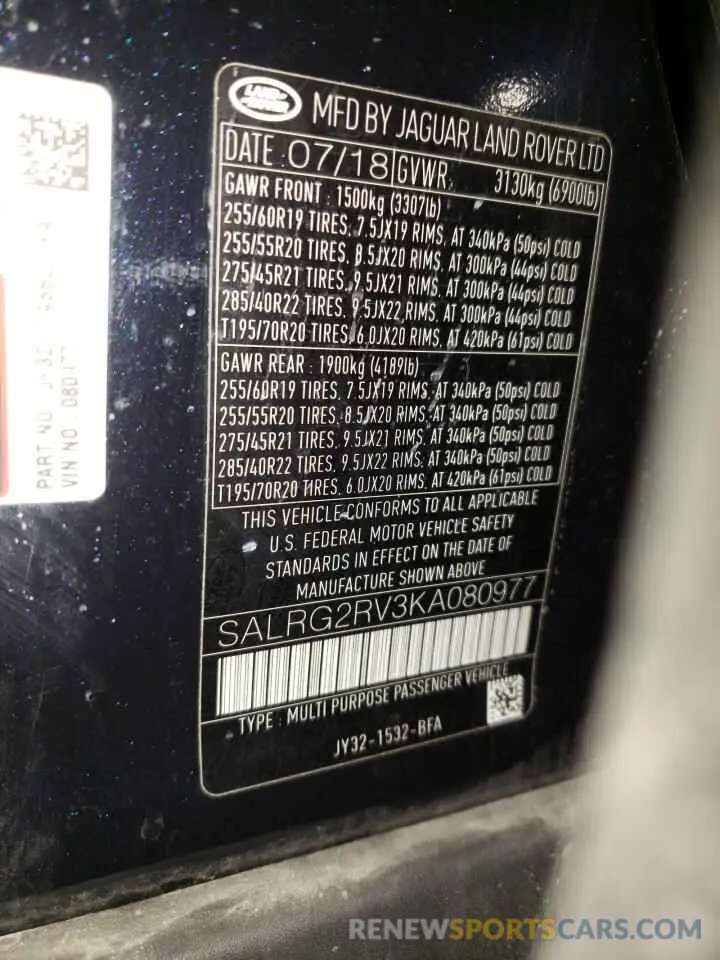 LAND ROVER
MFD BY JAGUAR LAND ROVER LTD
DATE : 07/18 GVWR: 3130kg (6900lb)
GAWR FRONT : 1500kg (3307lb)
255/60R19 TIRES, 7.5JX19 RIMS, AT 340kPa (50psi) COLD
255/55R20 TIRES, 8.5JX20 RIMS, AT 300kPa (44psi) COLD
275/45R21 TIRES, 9.5JX21 RIMS, AT 300kPa (44psi) COLD
285/40R22 TIRES, 9.5JX22 RIMS, AT 300kPa (44psi) COLD
T195/70R20 TIRES, 6.0JX20 RIMS, AT 420kPa (61psi) COLD
GAWR REAR : 1900kg (4189lb)
255/60R19 TIRES, 7.5JX19 RIMS, AT 340kPa (50psi) COLD
255/55R20 TIRES, 8.5JX20 RIMS, AT 340kPa (50psi) COLD
275/45R21 TIRES, 9.5JX21 RIMS, AT 340kPa (50psi) COLD
285/40R22 TIRES, 9.5JX22 RIMS, AT 340kPa (50psi) COLD
T195/70R20 TIRES, 6.0JX20 RIMS, AT 420kPa (61psi) COLD
THIS VEHICLE CONFORMS TO ALL APPLICABLE
U.S. FEDERAL MOTOR VEHICLE SAFETY
STANDARDS IN EFFECT ON THE DATE OF
MANUFACTURE SHOWN ABOVE
SALRG2RV3KA080977
TYPE : MULTI PURPOSE PASSENGER VEHICLE
JY32-1532-BFA
PART NO.
VIN NO.
RENEWSPORTSCARS.COM